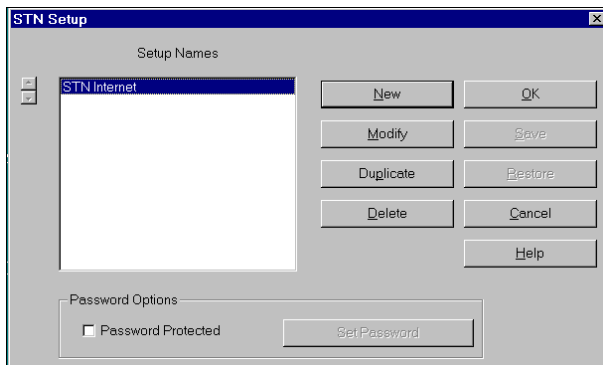 STN Setup
Setup Names
STN Internet
New
OK
Modify
Save
Duplicate
Restore
Delete
Cancel
Help
Password Options
Password Protected
Set Password